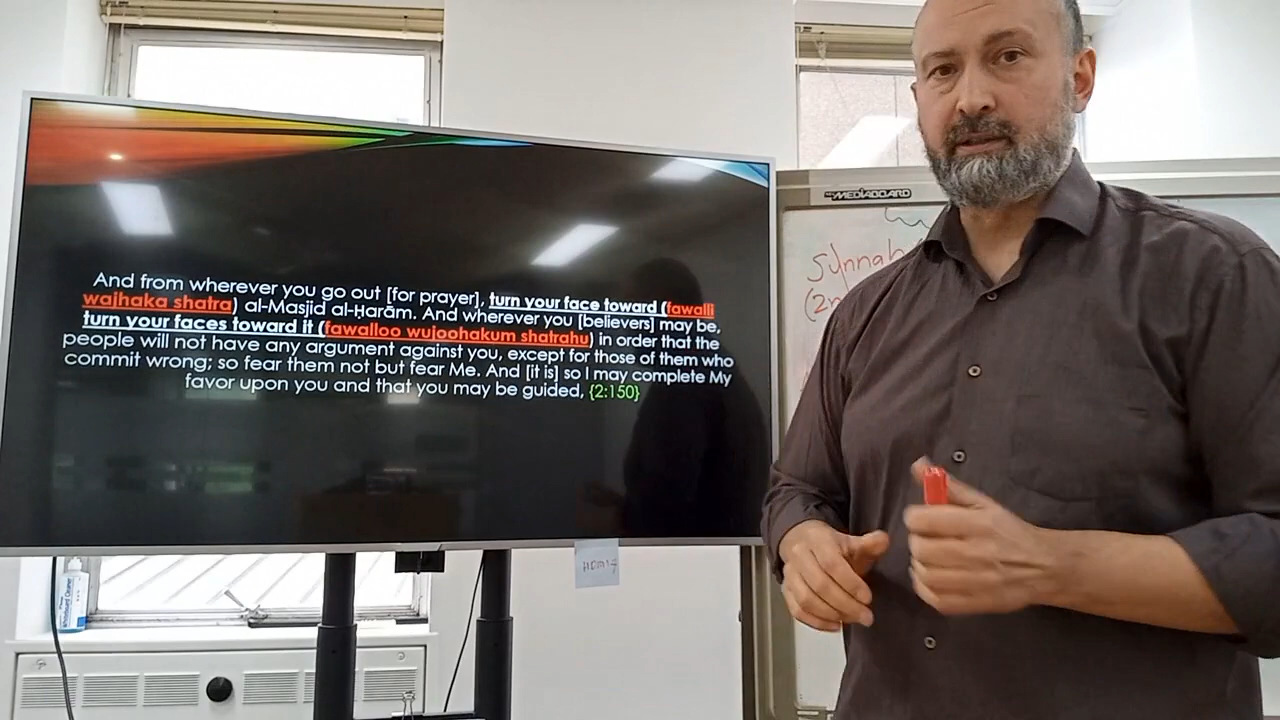 And from wherever you go out [for prayer], turn your face toward (fawalli
wajhaka shatra) al-Masjid al-Ḥarām. And wherever you [believers] may be,
turn your faces toward it (fawalloo wujoohakum shatrahu) in order that the
people will not have any argument against you, except for those of them who
commit wrong; so fear them not but fear Me. And [it is] so I may complete My
favor upon you and that you may be guided, {2:150}
MEDIABOARD
Sunnah